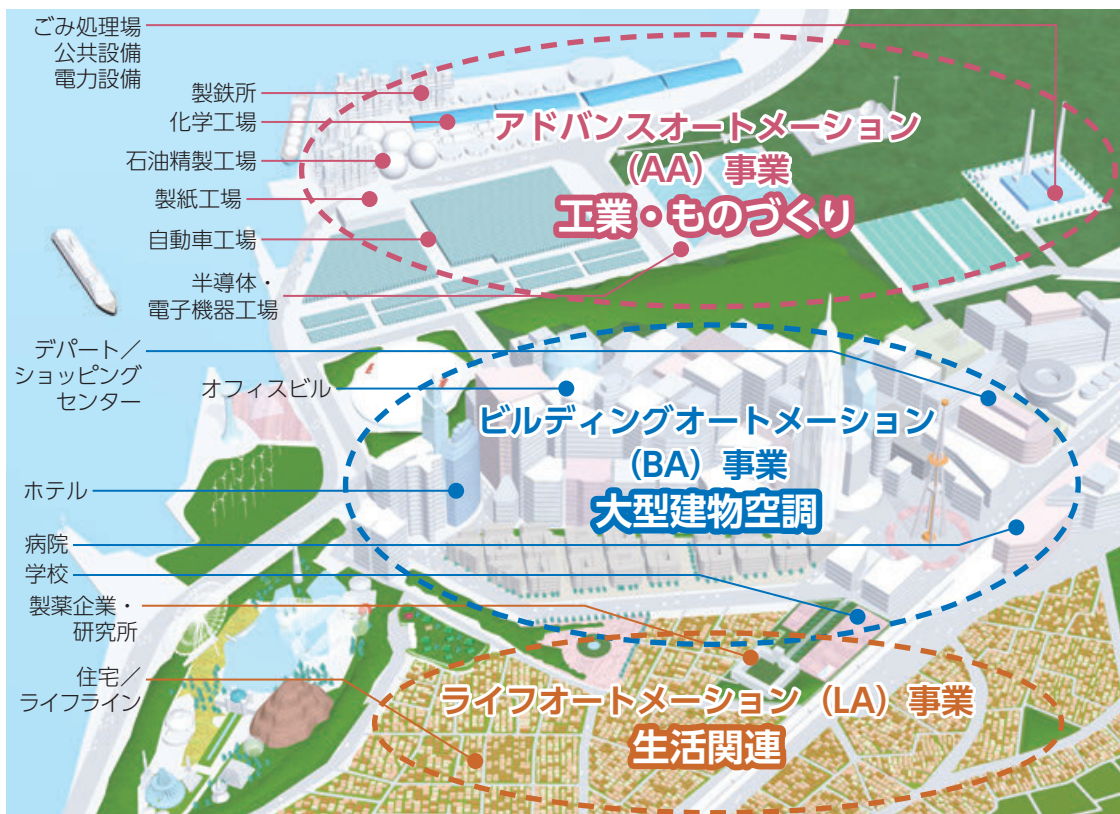 ごみ処理場
公共設備
電力設備
製鉄所
化学工場
石油精製工場
製紙工場
自動車工場
半導体・
電子機器工場
アドバンスオートメーション
（AA）事業
工業・ものづくり
デパート／
ショッピング
センター
オフィスビル
ホテル
病院
学校
ビルディングオートメーション
（BA）事業
大型建物空調
製薬企業・
研究所
住宅／
ライフライン
ライフオートメーション（LA）事業
生活関連